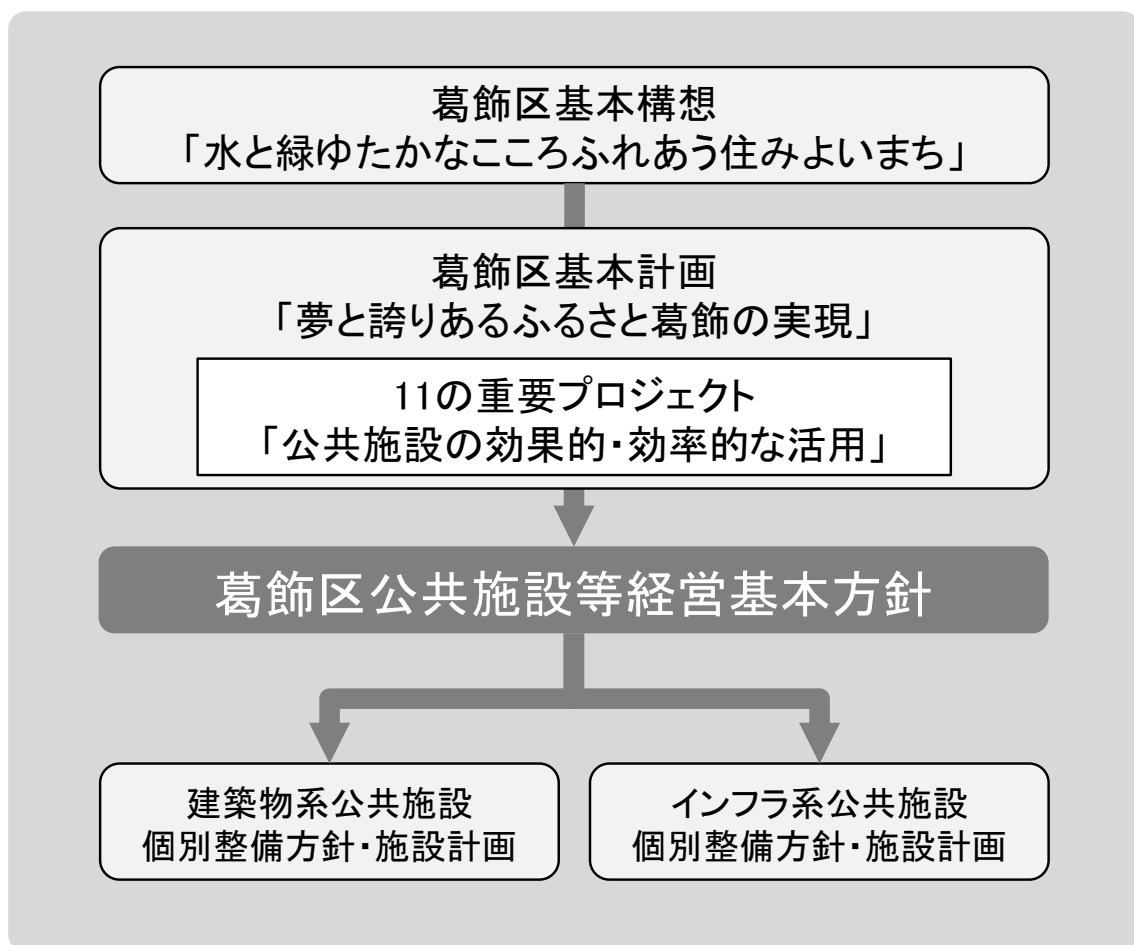 葛飾区基本構想
「水と緑ゆたかなこころふれあう住みよいまち」
葛飾区基本計画
「夢と誇りあるふるさと葛飾の実現」
11の重要プロジェクト
「公共施設の効果的・効率的な活用」
葛飾区公共施設等経営基本方針
建築物系公共施設
個別整備方針・施設計画
インフラ系公共施設
個別整備方針・施設計画